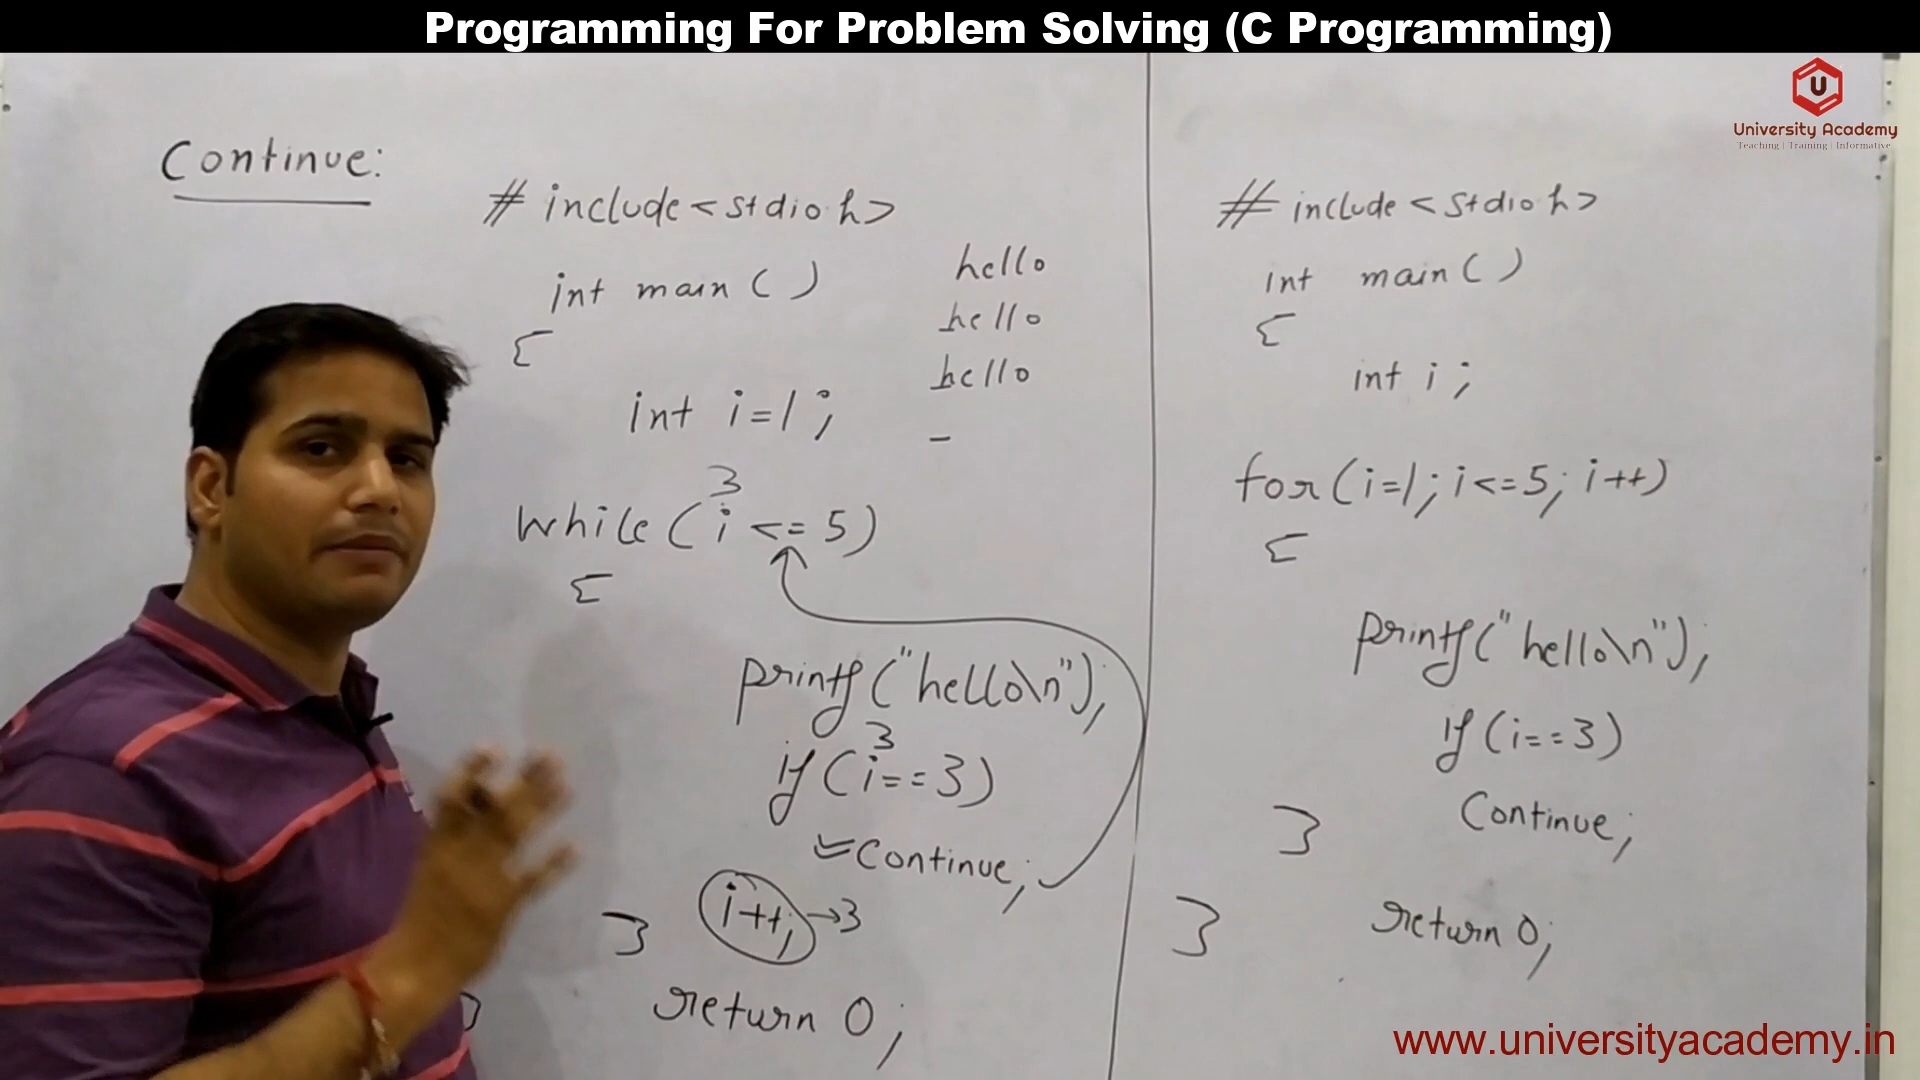 Programming For Problem Solving (C Programming)
U
University Academy
Teaching | Training | Informative
Continue:
# include <stdio h>
int main ( )
{
int i=1 ;
3
while ( i <= 5)
{
printf ("hello\n");
3
if ( i == 3)
Continue;
i++; →3
}
return 0;
}
hello
hello
hello
–
# include <stdio h>
int main ( )
{
int i ;
for (i=1; i<=5; i++)
{
printf("hello\n");
if (i==3)
Continue;
}
return 0;
}
www.universityacademy.in